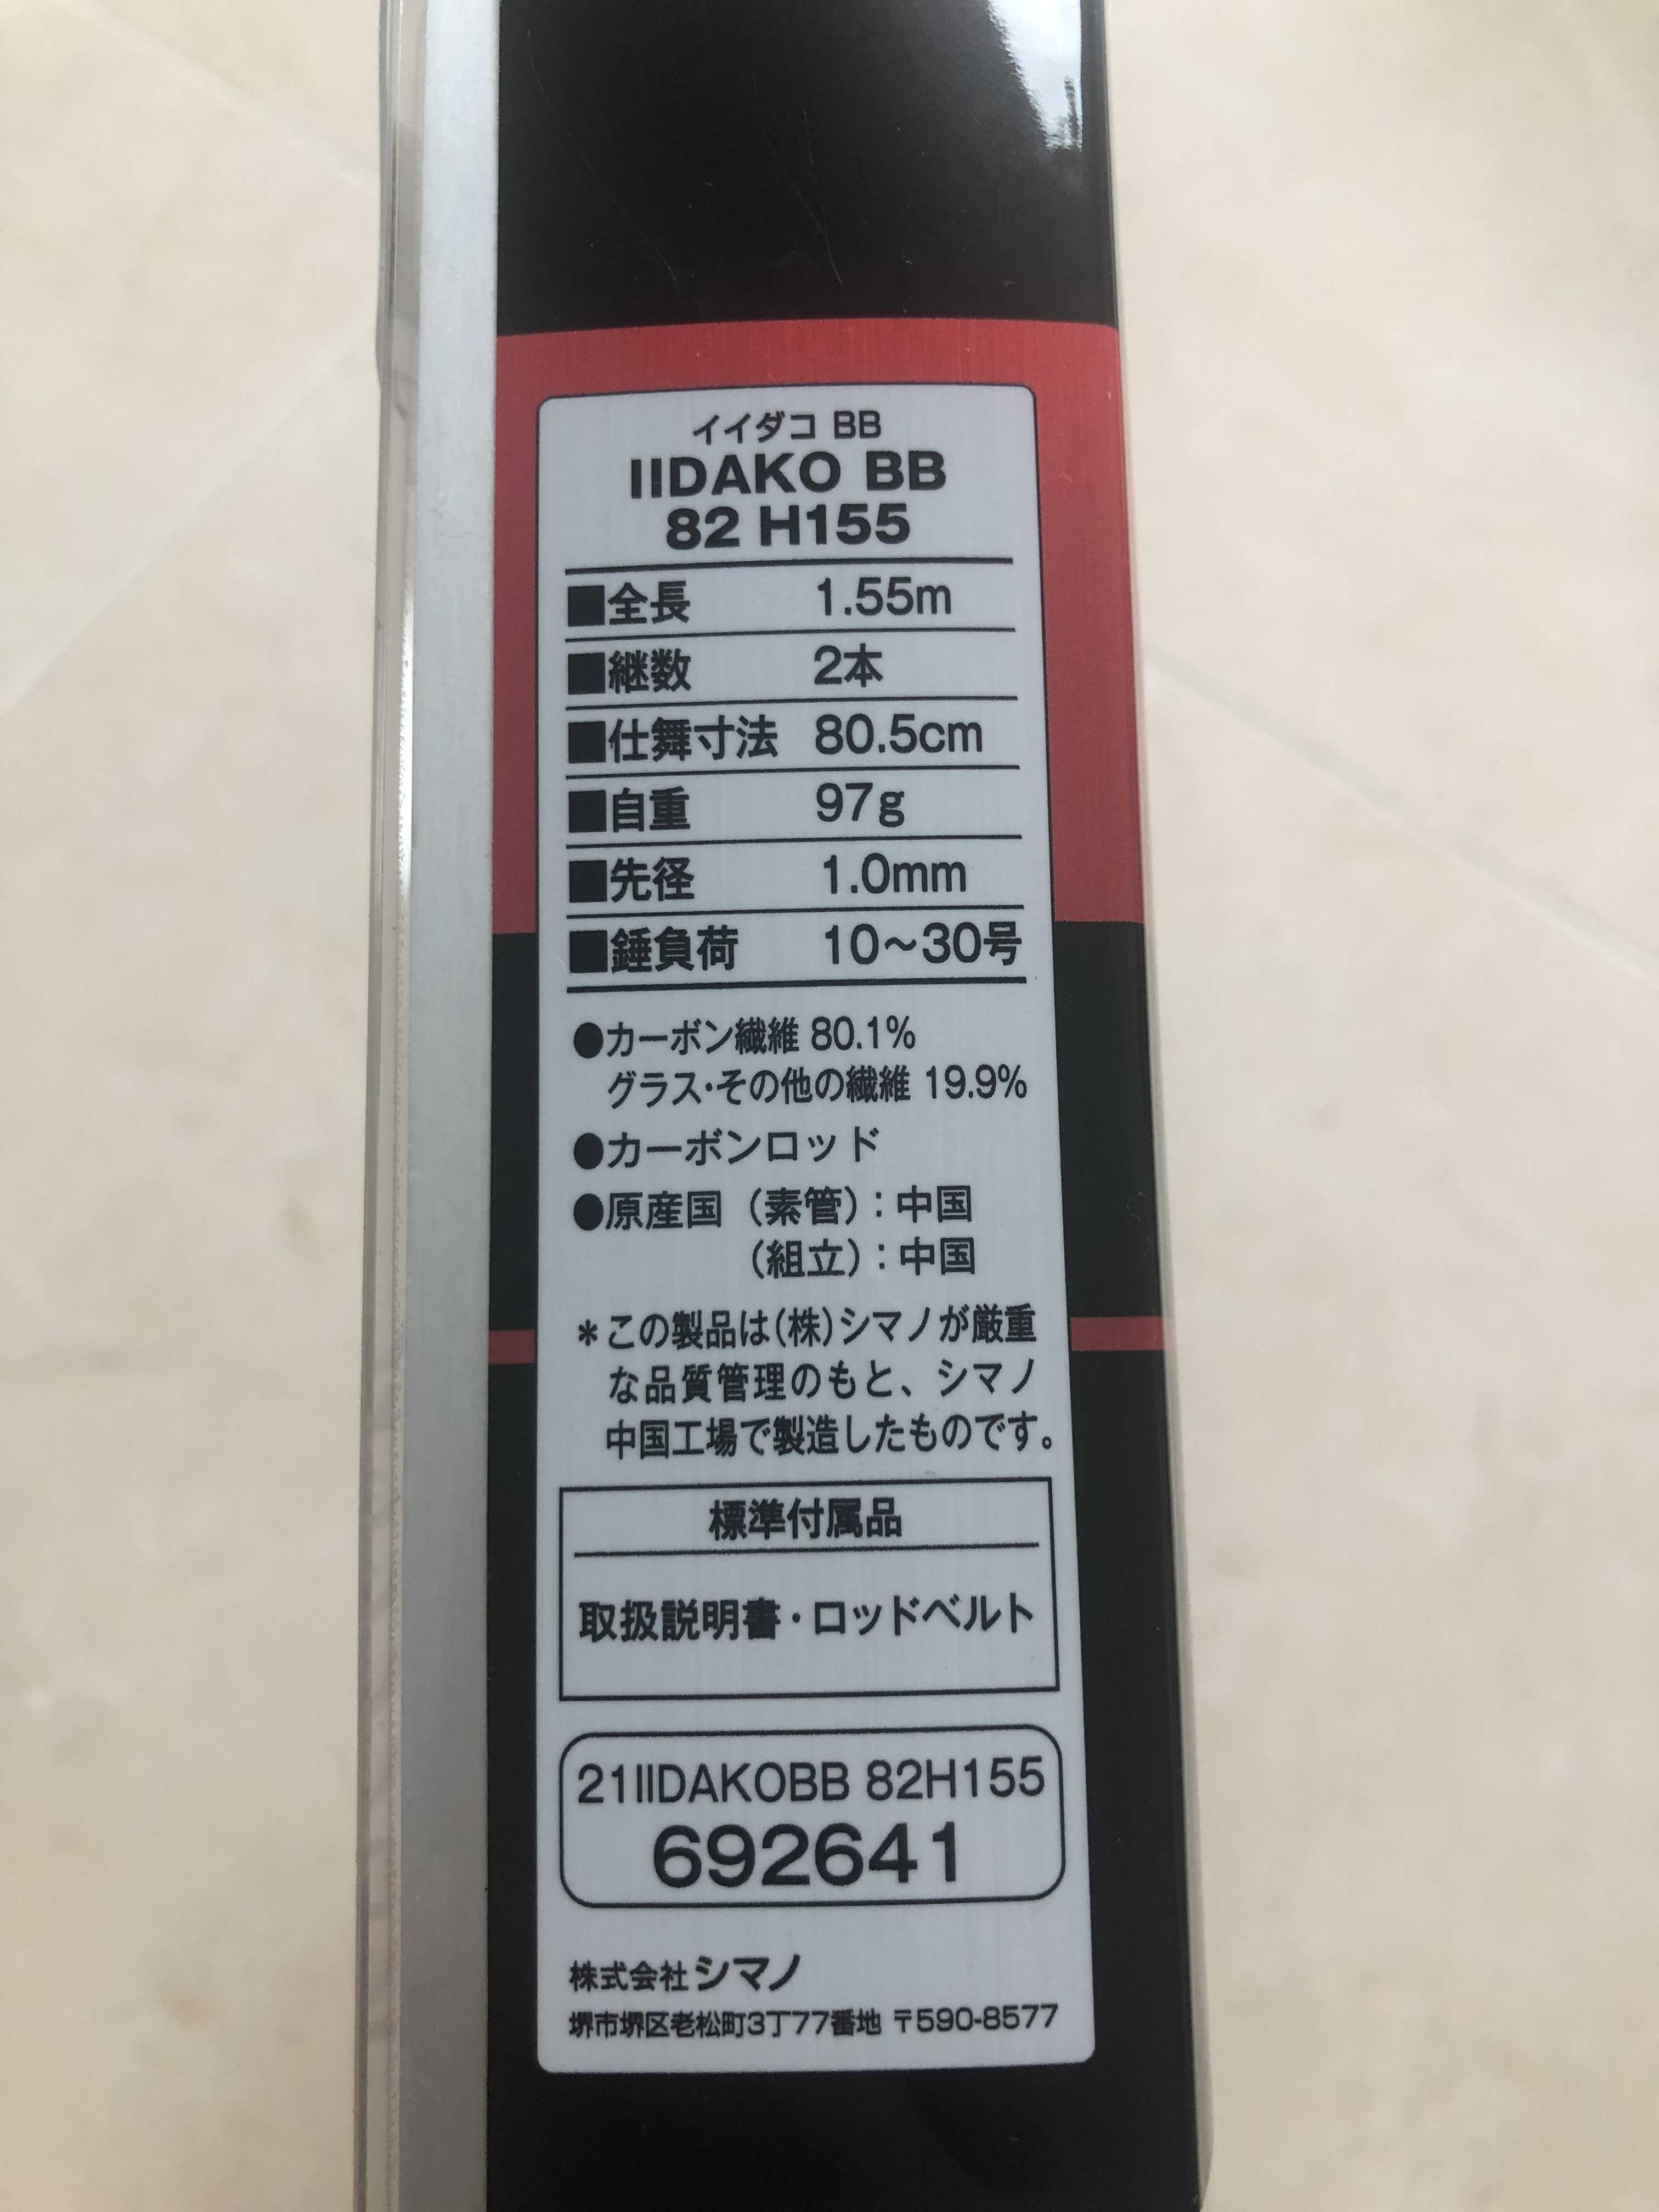 イイダコ BB
IIDAKO BB
82 H155
■全長 1.55m
■継数 2本
■仕舞寸法 80.5cm
■自重 97g
■先径 1.0mm
■錘負荷 10～30号
●カーボン繊維 80.1%
グラス・その他の繊維 19.9%
●カーボンロッド
●原産国（素管）：中国
（組立）：中国
＊この製品は(株)シマノが厳重
な品質管理のもと、シマノ
中国工場で製造したものです。
標準付属品
取扱説明書・ロッドベルト
21IIDAKOBB 82H155
692641
株式会社シマノ
堺市堺区老松町3丁77番地 〒590-8577